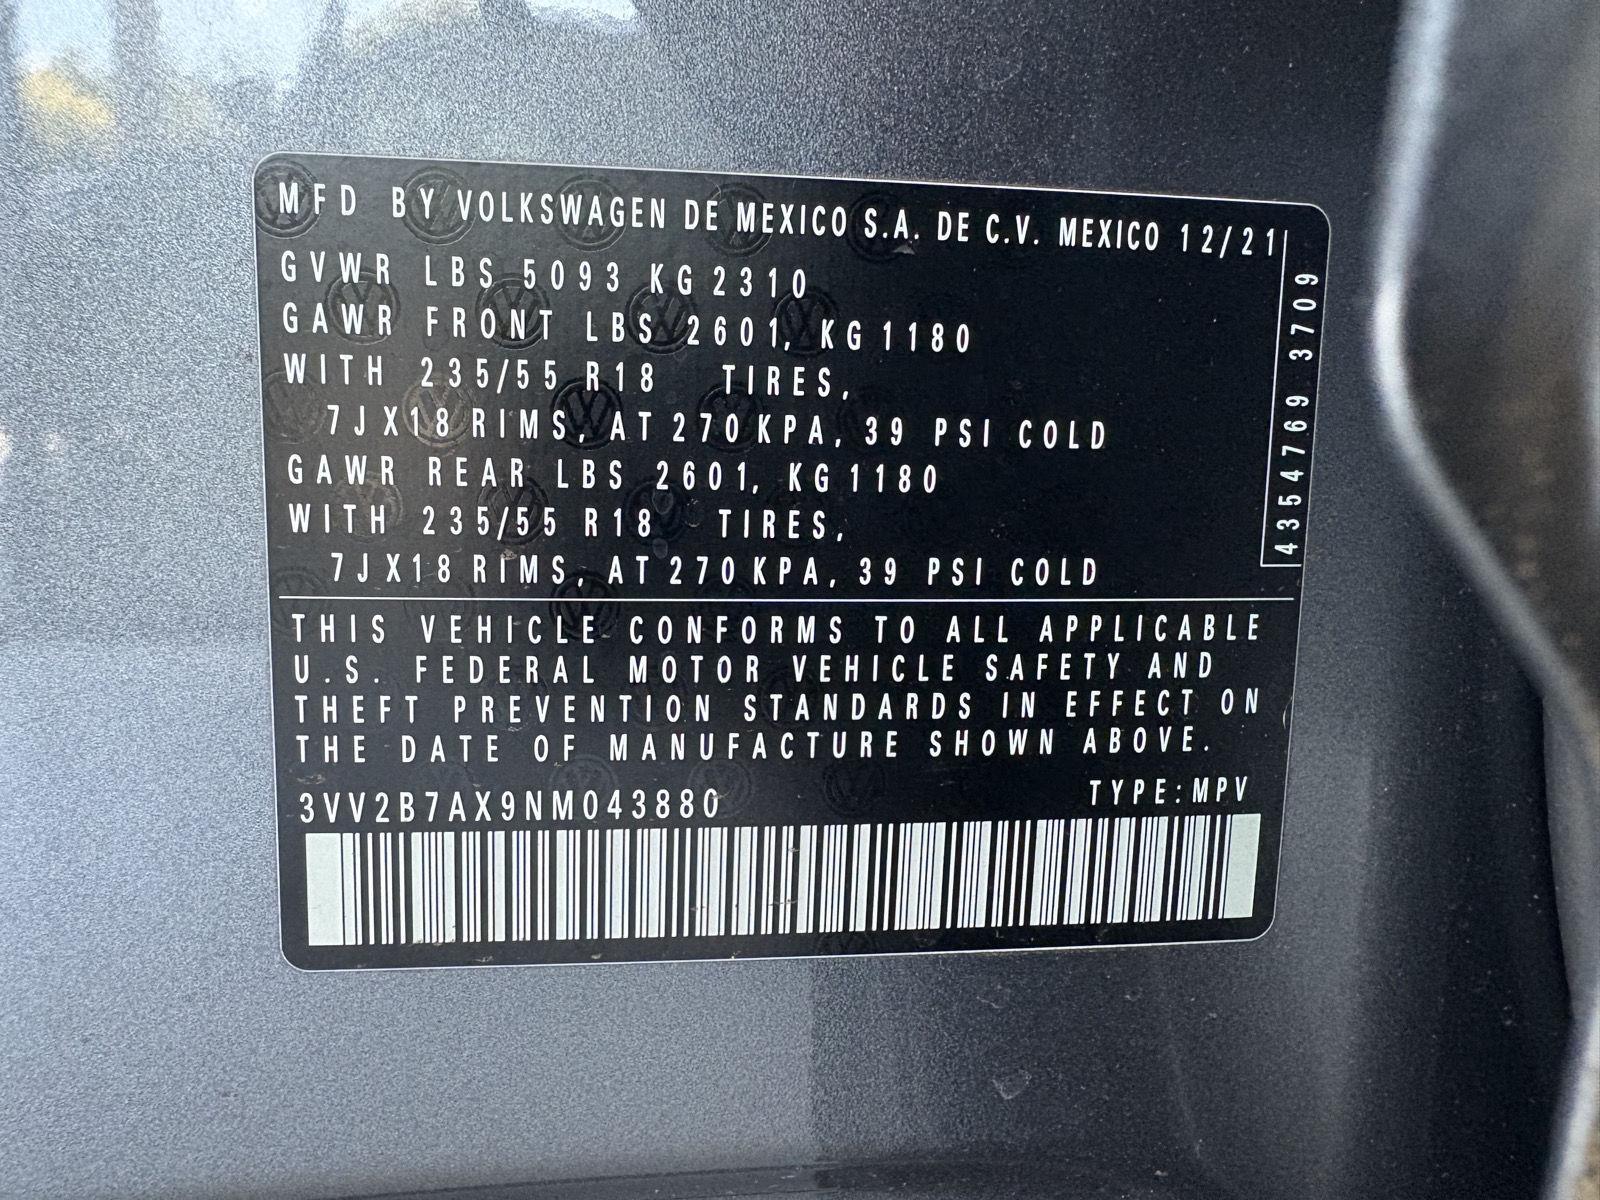 MFD BY VOLKSWAGEN DE MEXICO S.A. DE C.V. MEXICO 12/21
GVWR LBS 5093 KG 2310
GAWR FRONT LBS 2601, KG 1180
WITH 235/55 R18 TIRES,
7JX18 RIMS, AT 270 KPA, 39 PSI COLD
GAWR REAR LBS 2601, KG 1180
WITH 235/55 R18 TIRES,
7JX18 RIMS, AT 270 KPA, 39 PSI COLD
4354769 3709
THIS VEHICLE CONFORMS TO ALL APPLICABLE
U.S. FEDERAL MOTOR VEHICLE SAFETY AND
THEFT PREVENTION STANDARDS IN EFFECT ON
THE DATE OF MANUFACTURE SHOWN ABOVE.
3VV2B7AX9NM043880 TYPE:MPV